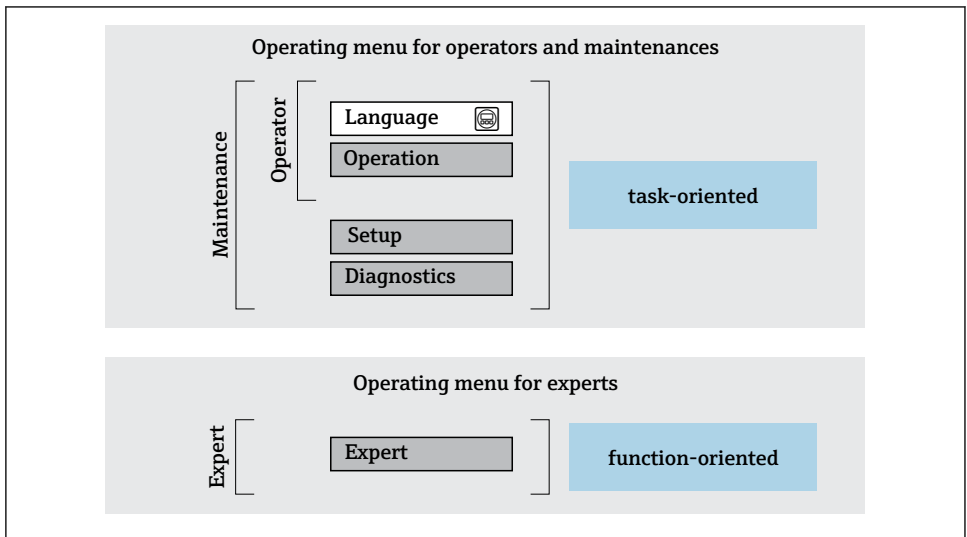 Operating menu for operators and maintenances
Maintenance
Operator
Language
Operation
Setup
Diagnostics
task-oriented
Operating menu for experts
Expert
Expert
function-oriented